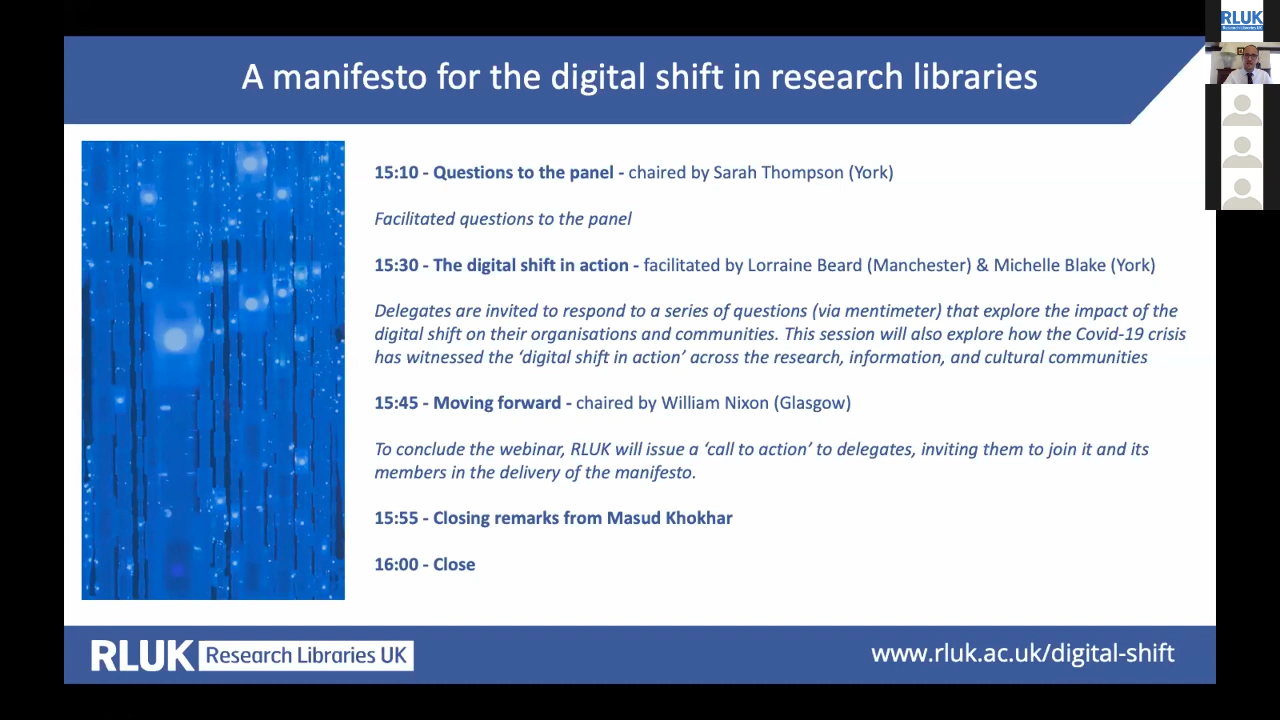 A manifesto for the digital shift in research libraries
15:10 - Questions to the panel - chaired by Sarah Thompson (York)
Facilitated questions to the panel
15:30 - The digital shift in action - facilitated by Lorraine Beard (Manchester) & Michelle Blake (York)
Delegates are invited to respond to a series of questions (via mentimeter) that explore the impact of the
digital shift on their organisations and communities. This session will also explore how the Covid-19 crisis
has witnessed the ‘digital shift in action’ across the research, information, and cultural communities
15:45 - Moving forward - chaired by William Nixon (Glasgow)
To conclude the webinar, RLUK will issue a ‘call to action’ to delegates, inviting them to join it and its
members in the delivery of the manifesto.
15:55 - Closing remarks from Masud Khokhar
16:00 - Close
RLUK Research Libraries UK
www.rluk.ac.uk/digital-shift
RLUK
Research Libraries UK